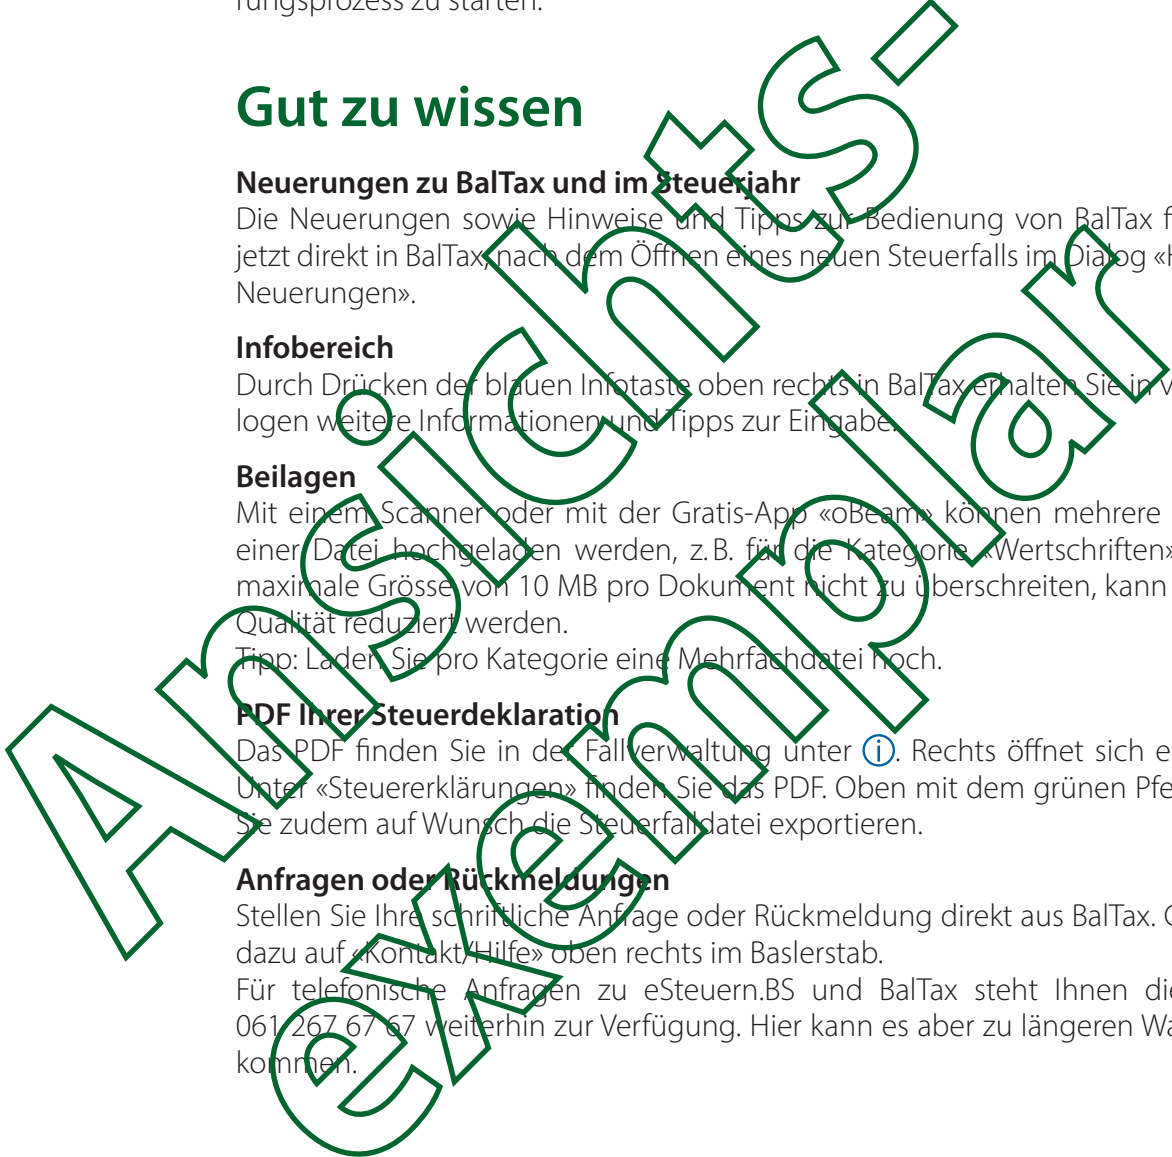 rungsprozess zu starten.
Gut zu wissen
Neuerungen zu BalTax und im Steuerjahr
Die Neuerungen sowie Hinweise und Tipps zur Bedienung von BalTax f
jetzt direkt in BalTax, nach dem Öffnen eines neuen Steuerfalls im Dialog «H
Neuerungen».
Infobereich
Durch Drücken der blauen Infotaste oben rechts in BalTax erhalten Sie in v
logen weitere Informationen und Tipps zur Eingabe.
Beilagen
Mit einem Scanner oder mit der Gratis-App «oBeam» können mehrere
einer Datei hochgeladen werden, z. B. für die Kategorie «Wertschriften»
maximale Grösse von 10 MB pro Dokument nicht zu überschreiten, kann
Qualität reduziert werden.
Tipp: Laden Sie pro Kategorie eine Mehrfachdatei hoch.
PDF Ihrer Steuerdeklaration
Das PDF finden Sie in der Fallverwaltung unter ⓘ. Rechts öffnet sich e
Unter «Steuererklärungen» finden Sie das PDF. Oben mit dem grünen Pfe
Sie zudem auf Wunsch die Steuerfalldatei exportieren.
Anfragen oder Rückmeldungen
Stellen Sie Ihre schriftliche Anfrage oder Rückmeldung direkt aus BalTax.
dazu auf «Kontakt/Hilfe» oben rechts im Baslerstab.
Für telefonische Anfragen zu eSteuern.BS und BalTax steht Ihnen die
061 267 67 67 weiterhin zur Verfügung. Hier kann es aber zu längeren Wa
kommen.
Ansichts-
exemplar